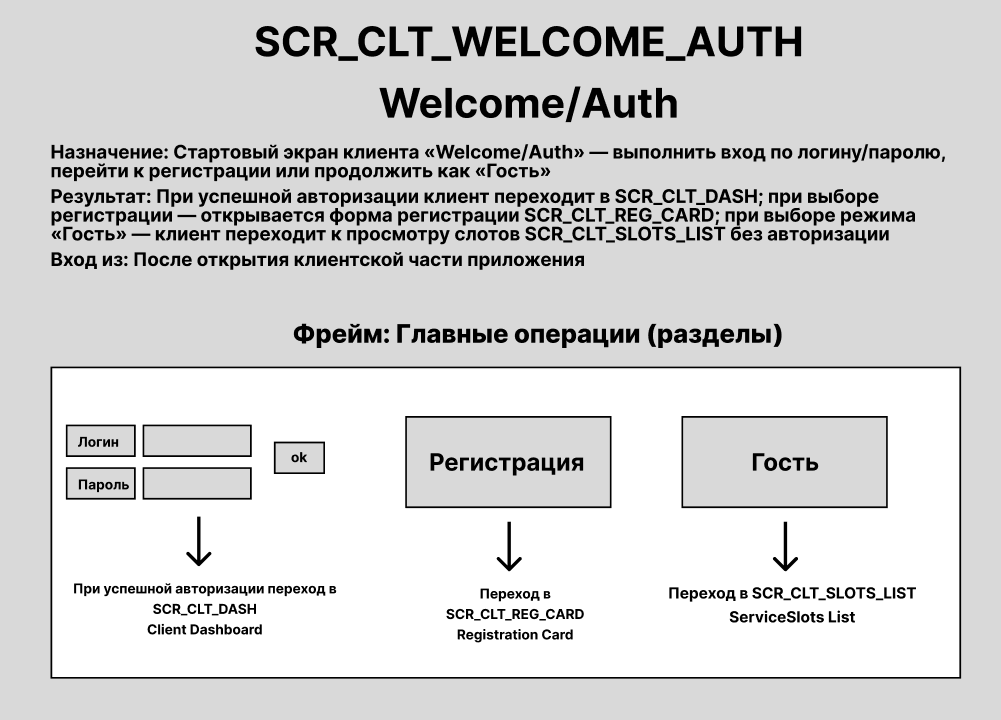 SCR_CLT_WELCOME_AUTH
Welcome/Auth
Назначение: Стартовый экран клиента «Welcome/Auth» — выполнить вход по логину/паролю,
перейти к регистрации или продолжить как «Гость»
Результат: При успешной авторизации клиент переходит в SCR_CLT_DASH; при выборе
регистрации — открывается форма регистрации SCR_CLT_REG_CARD; при выборе режима
«Гость» — клиент переходит к просмотру слотов SCR_CLT_SLOTS_LIST без авторизации
Вход из: После открытия клиентской части приложения
Фрейм: Главные операции (разделы)
Логин
Пароль
ok
При успешной авторизации переход в
SCR_CLT_DASH
Client Dashboard
Регистрация
Переход в
SCR_CLT_REG_CARD
Registration Card
Гость
Переход в SCR_CLT_SLOTS_LIST
ServiceSlots List